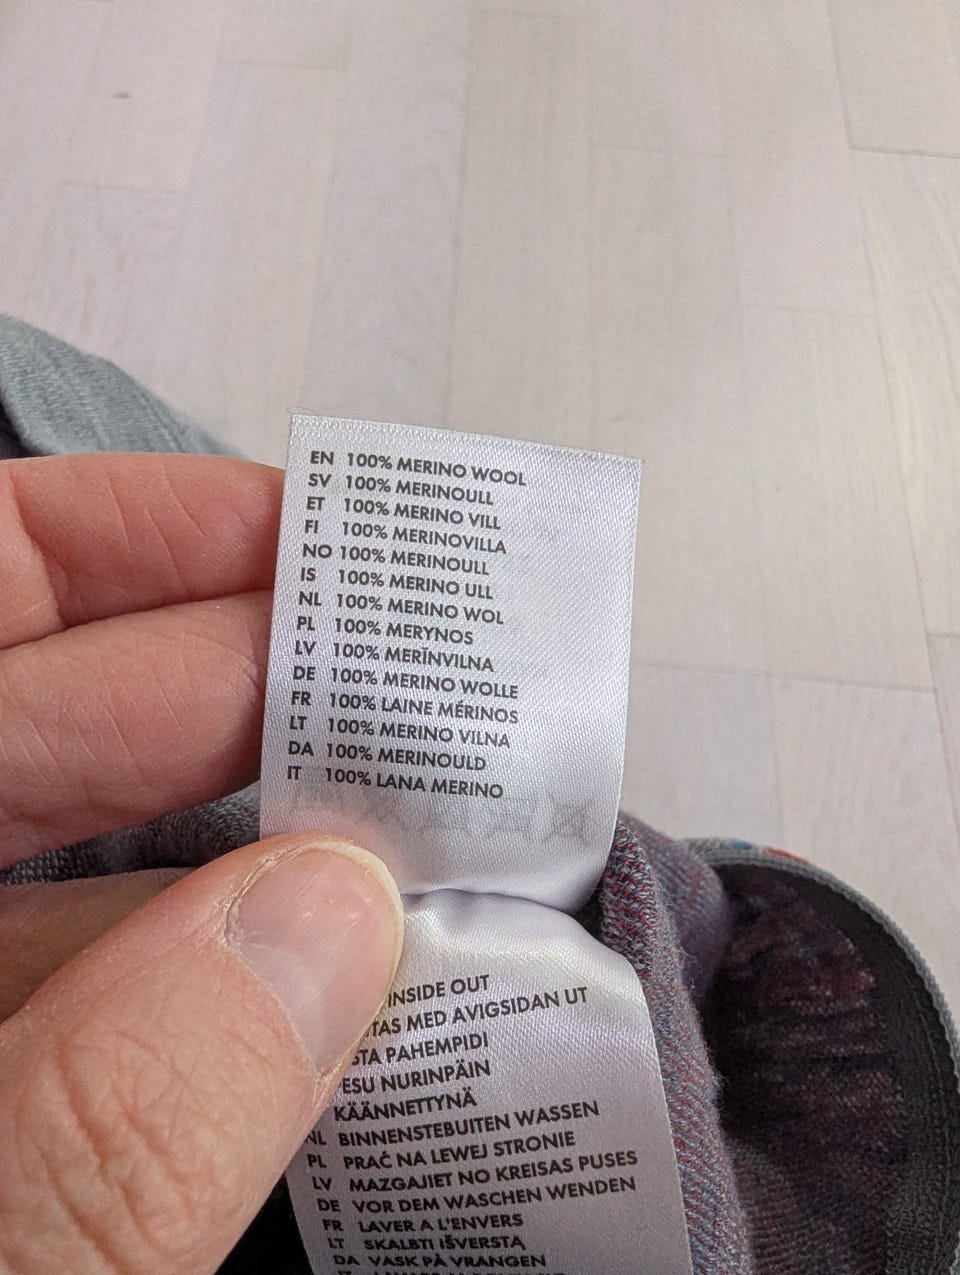 EN 100% MERINO WOOL
SV 100% MERINOULL
ET 100% MERINO VILL
FI 100% MERINOVILLA
NO 100% MERINOULL
IS 100% MERINO ULL
NL 100% MERINO WOL
PL 100% MERYNOS
LV 100% MERĪNVILNA
DE 100% MERINO WOLLE
FR 100% LAINE MÉRINOS
LT 100% MERINO VILNA
DA 100% MERINOULD
IT 100% LANA MERINO
INSIDE OUT
MED AVIGSIDAN UT
PAHEMPIDI
NURINPÄIN
KÄÄNNETTYNÄ
NL BINNENSTEBUITEN WASSEN
PL PRAĆ NA LEWEJ STRONIE
LV MAZGAJIET NO KREISAS PUSES
DE VOR DEM WASCHEN WENDEN
FR LAVER A L'ENVERS
LT SKALBTI IŠVERSTĄ
DA VASK PÅ VRANGEN